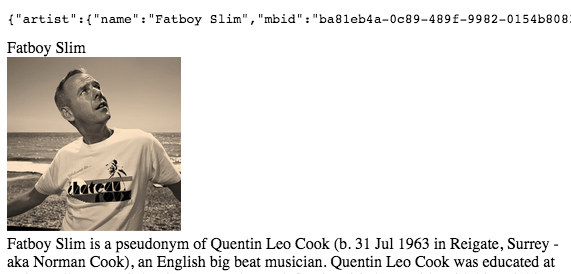 {"artist":{"name":"Fatboy Slim","mbid":"ba81eb4a-0c89-489f-9982-0154b808
Fatboy Slim
chateau
Fatboy Slim is a pseudonym of Quentin Leo Cook (b. 31 Jul 1963 in Reigate, Surrey -
aka Norman Cook), an English big beat musician. Quentin Leo Cook was educated at